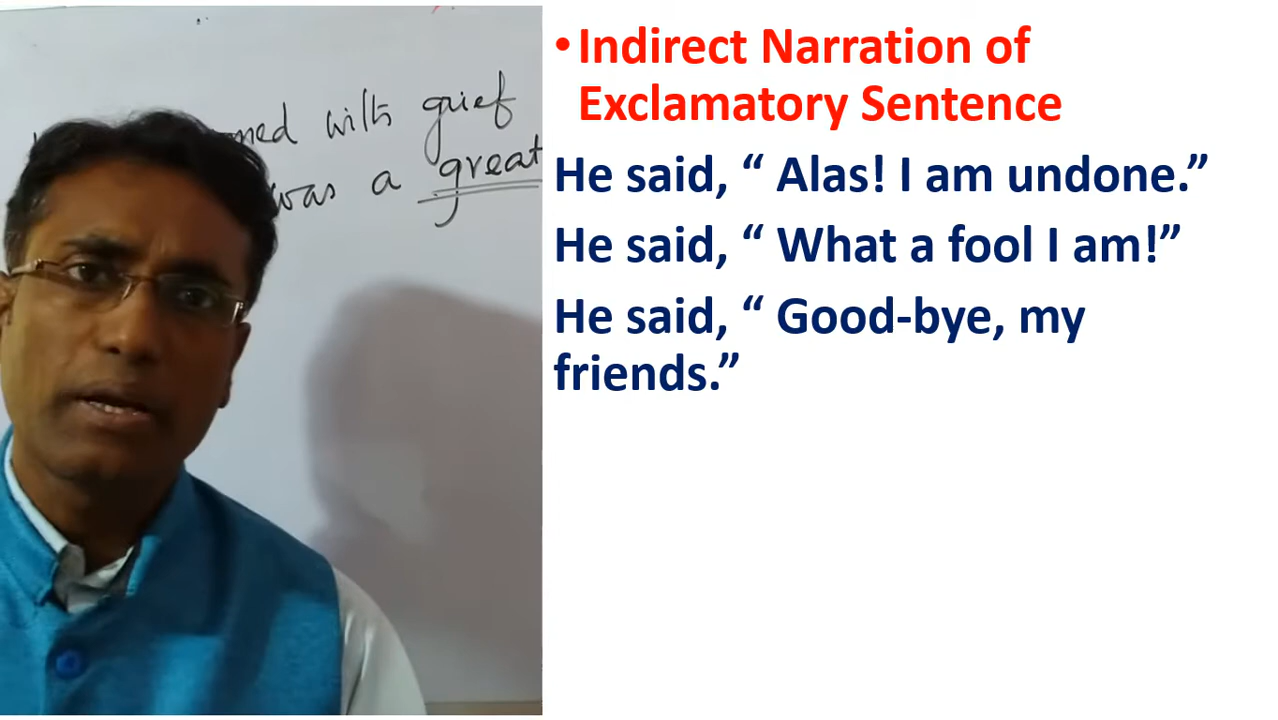 med with grief
was a great
• Indirect Narration of
Exclamatory Sentence
He said, “ Alas! I am undone.”
He said, “ What a fool I am!”
He said, “ Good-bye, my
friends.”